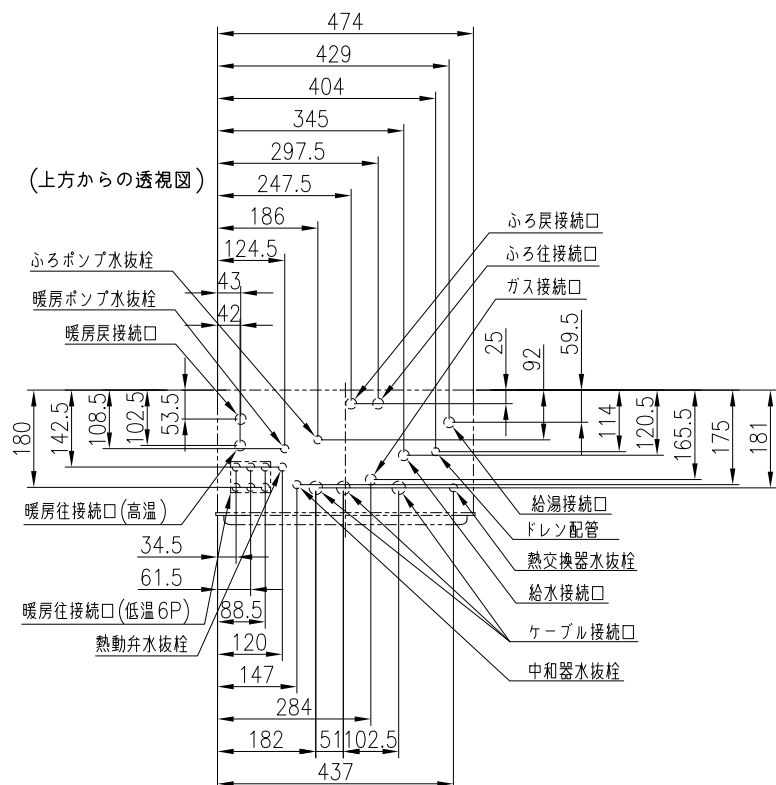 474
429
404
345
297.5
(上方からの透視図)
247.5
186
ふろ戻接続口
124.5
ふろ往接続口
ふろポンプ水抜栓
43
ガス接続口
暖房ポンプ水抜栓
42
暖房戻接続口
25
92
59.5
180
142.5
108.5
102.5
53.5
114
120.5
165.5
175
181
暖房往接続口(高温)
給湯接続口
ドレン配管
34.5
熱交換器水抜栓
61.5
給水接続口
暖房往接続口(低温6P)
88.5
ケーブル接続口
熱動弁水抜栓
120
中和器水抜栓
147
284
182
51
102.5
437